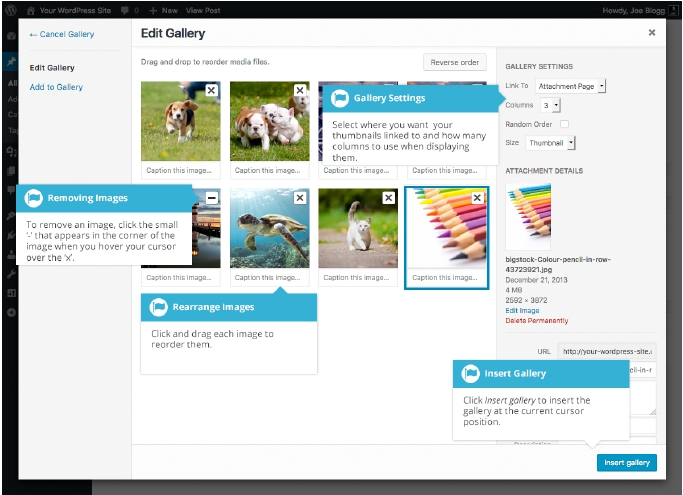 Your WordPress Site 0 New View Post Howdy, Joe Blogg
← Cancel Gallery
Edit Gallery
Add to Gallery
Edit Gallery
Drag and drop to reorder media files.
Reverse order
Caption this image...
Caption this image...
Caption this image...
Caption this image...
Caption this image...
Caption this image...
Gallery Settings
Select where you want your
thumbnails linked to and how many
columns to use when displaying
them.
Removing Images
To remove an image, click the small
'-' that appears in the corner of the
image when you hover your cursor
over the 'x'.
Rearrange Images
Click and drag each image to
reorder them.
GALLERY SETTINGS
Link To Attachment Page
Columns 3
Random Order
Size Thumbnail
ATTACHMENT DETAILS
bigstock-Colour-pencil-in-row-
43723921.jpg
December 21, 2013
4 MB
2592 × 3872
Edit Image
Delete Permanently
URL http://your-wordpress-site.
Insert Gallery
Click Insert gallery to insert the
gallery at the current cursor
position.
Insert gallery